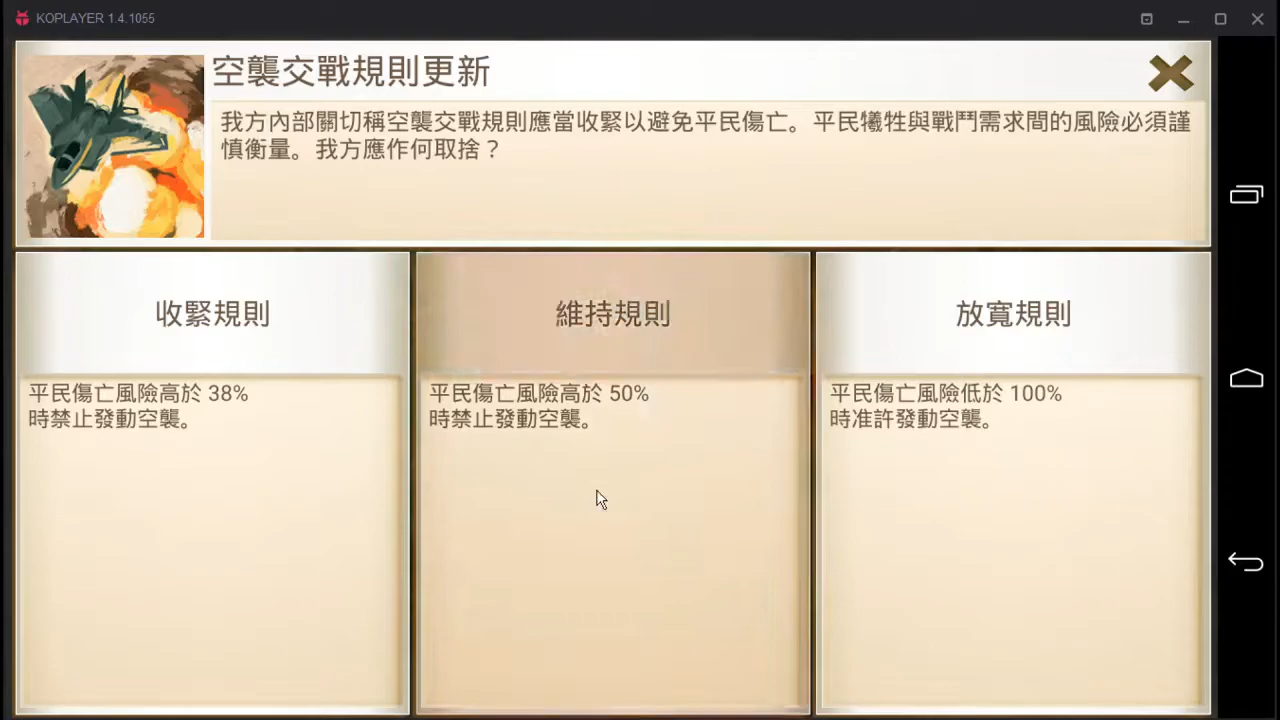 KOPLAYER 1.4.1055
空襲交戰規則更新
我方內部關切稱空襲交戰規則應當收緊以避免平民傷亡。平民犧牲與戰鬥需求間的風險必須謹
慎衡量。我方應作何取捨？
收緊規則
平民傷亡風險高於 38%
時禁止發動空襲。
維持規則
平民傷亡風險高於 50%
時禁止發動空襲。
放寬規則
平民傷亡風險低於 100%
時准許發動空襲。